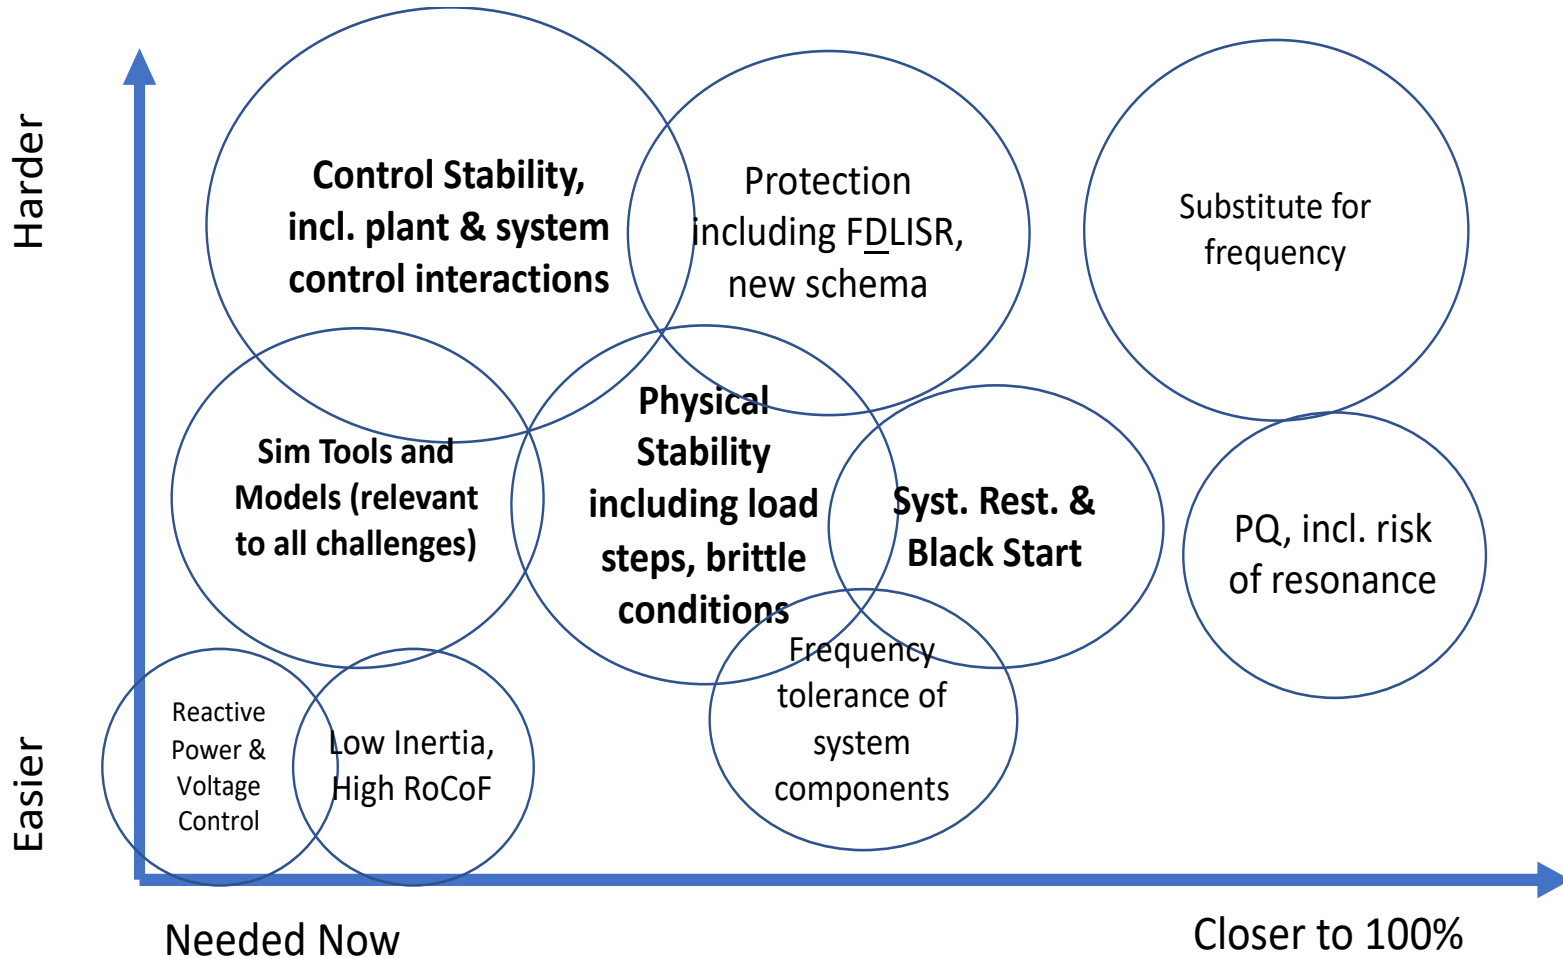 Harder
Control Stability,
incl. plant & system
control interactions
Protection
including FDLISR,
new schema
Substitute for
frequency
Sim Tools and
Models (relevant
to all challenges)
Physical
Stability
including load
steps, brittle
conditions
Syst. Rest. &
Black Start
PQ, incl. risk
of resonance
Easier
Reactive
Power &
Voltage
Control
Low Inertia,
High RoCoF
Frequency
tolerance of
system
components
Needed Now
Closer to 100%